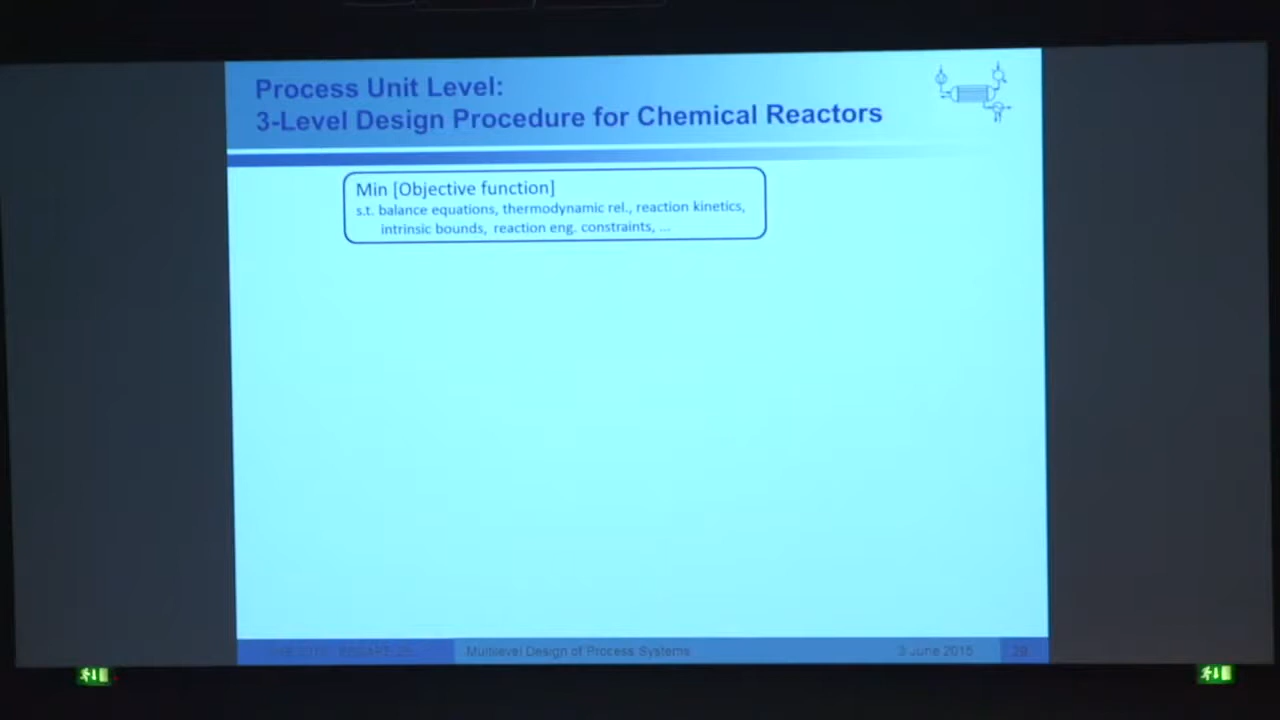 Process Unit Level:
3-Level Design Procedure for Chemical Reactors
Min [Objective function]
s.t. balance equations, thermodynamic rel., reaction kinetics,
intrinsic bounds, reaction eng. constraints, ...
Multilevel Design of Process Systems
3 June 2015